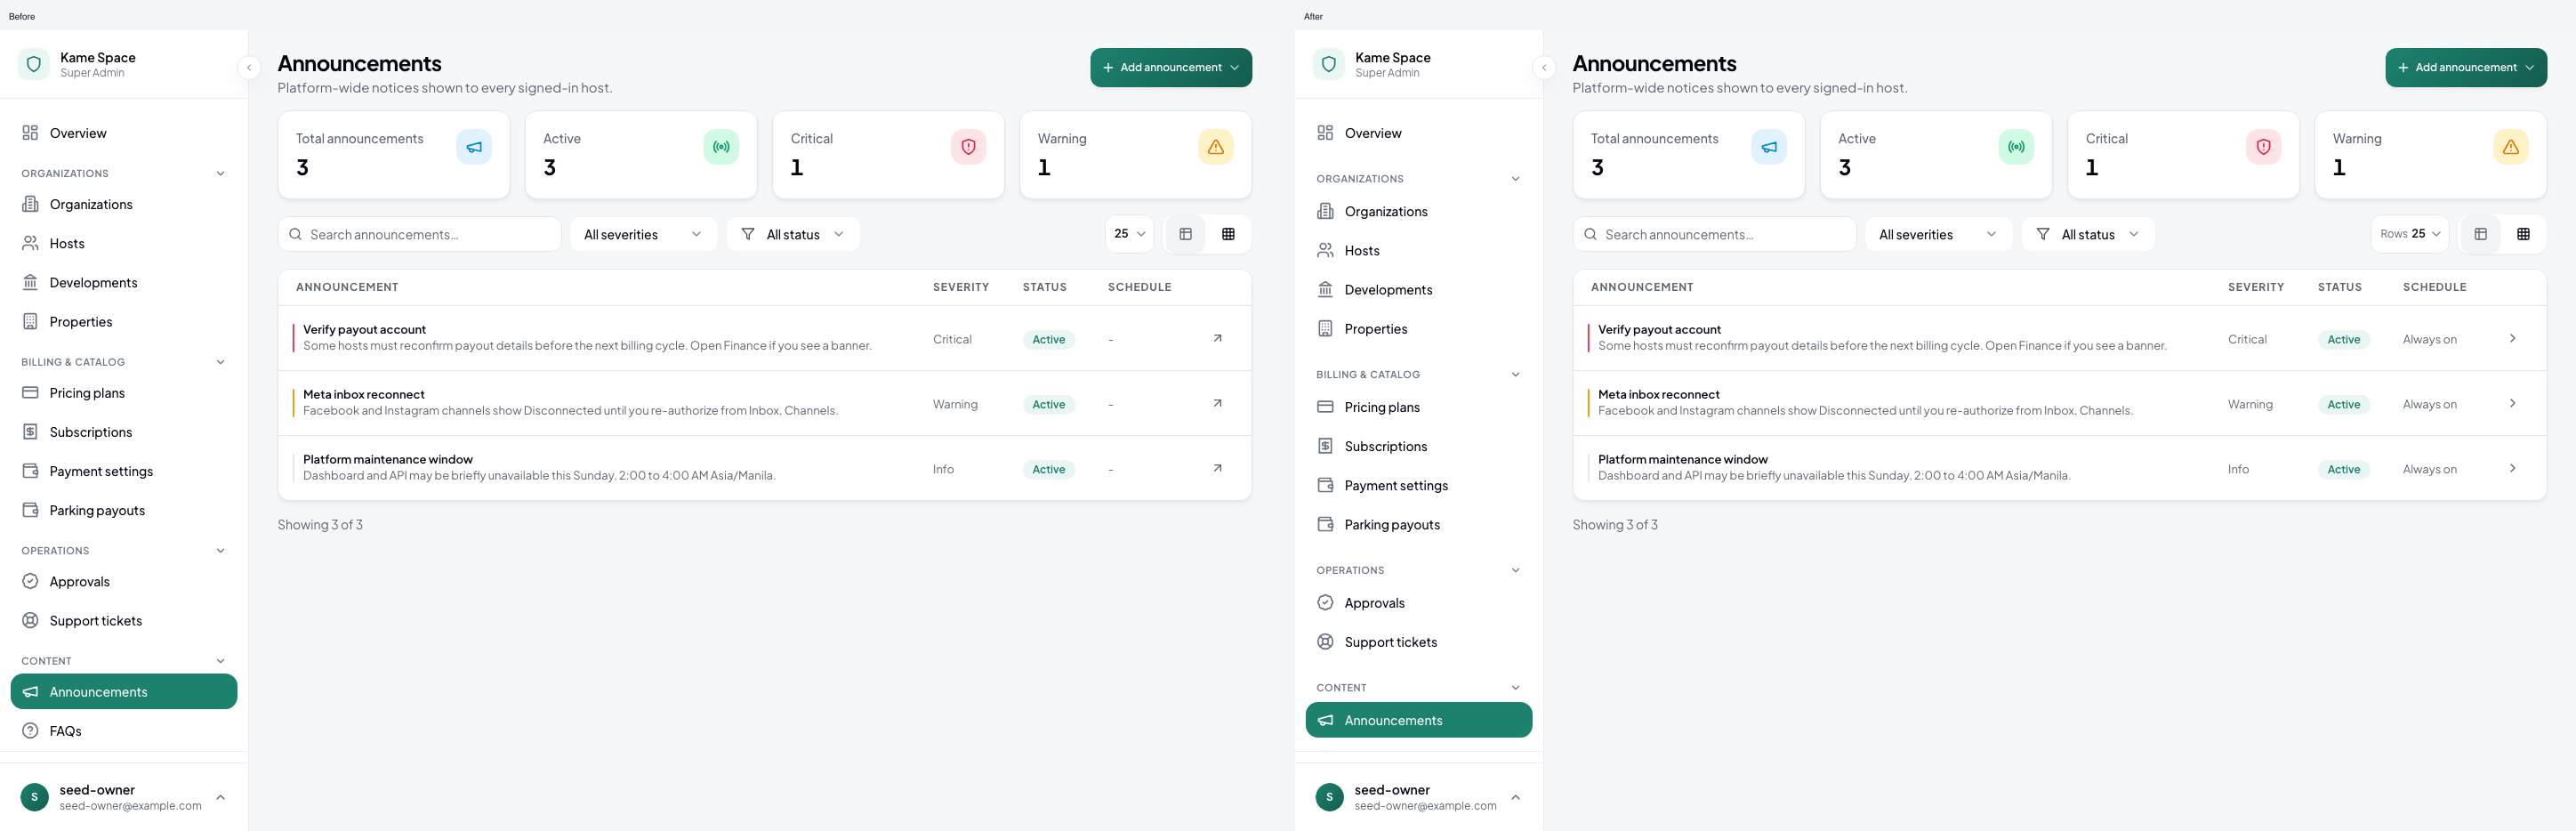 Before
Kame Space
Super Admin
Overview
ORGANIZATIONS
Organizations
Hosts
Developments
Properties
BILLING & CATALOG
Pricing plans
Subscriptions
Payment settings
Parking payouts
OPERATIONS
Approvals
Support tickets
CONTENT
Announcements
FAQs
S
seed-owner
seed-owner@example.com
Announcements
Platform-wide notices shown to every signed-in host.
Add announcement
Total announcements
3
Active
3
Critical
1
Warning
1
Search announcements...
All severities
All status
25
ANNOUNCEMENT SEVERITY STATUS SCHEDULE
Verify payout account
Some hosts must reconfirm payout details before the next billing cycle. Open Finance if you see a banner.
Critical Active -
Meta inbox reconnect
Facebook and Instagram channels show Disconnected until you re-authorize from Inbox, Channels.
Warning Active -
Platform maintenance window
Dashboard and API may be briefly unavailable this Sunday, 2:00 to 4:00 AM Asia/Manila.
Info Active -
Showing 3 of 3
After
Kame Space
Super Admin
Overview
ORGANIZATIONS
Organizations
Hosts
Developments
Properties
BILLING & CATALOG
Pricing plans
Subscriptions
Payment settings
Parking payouts
OPERATIONS
Approvals
Support tickets
CONTENT
Announcements
S
seed-owner
seed-owner@example.com
Announcements
Platform-wide notices shown to every signed-in host.
Add announcement
Total announcements
3
Active
3
Critical
1
Warning
1
Search announcements...
All severities
All status
Rows 25
ANNOUNCEMENT SEVERITY STATUS SCHEDULE
Verify payout account
Some hosts must reconfirm payout details before the next billing cycle. Open Finance if you see a banner.
Critical Active Always on
Meta inbox reconnect
Facebook and Instagram channels show Disconnected until you re-authorize from Inbox, Channels.
Warning Active Always on
Platform maintenance window
Dashboard and API may be briefly unavailable this Sunday, 2:00 to 4:00 AM Asia/Manila.
Info Active Always on
Showing 3 of 3